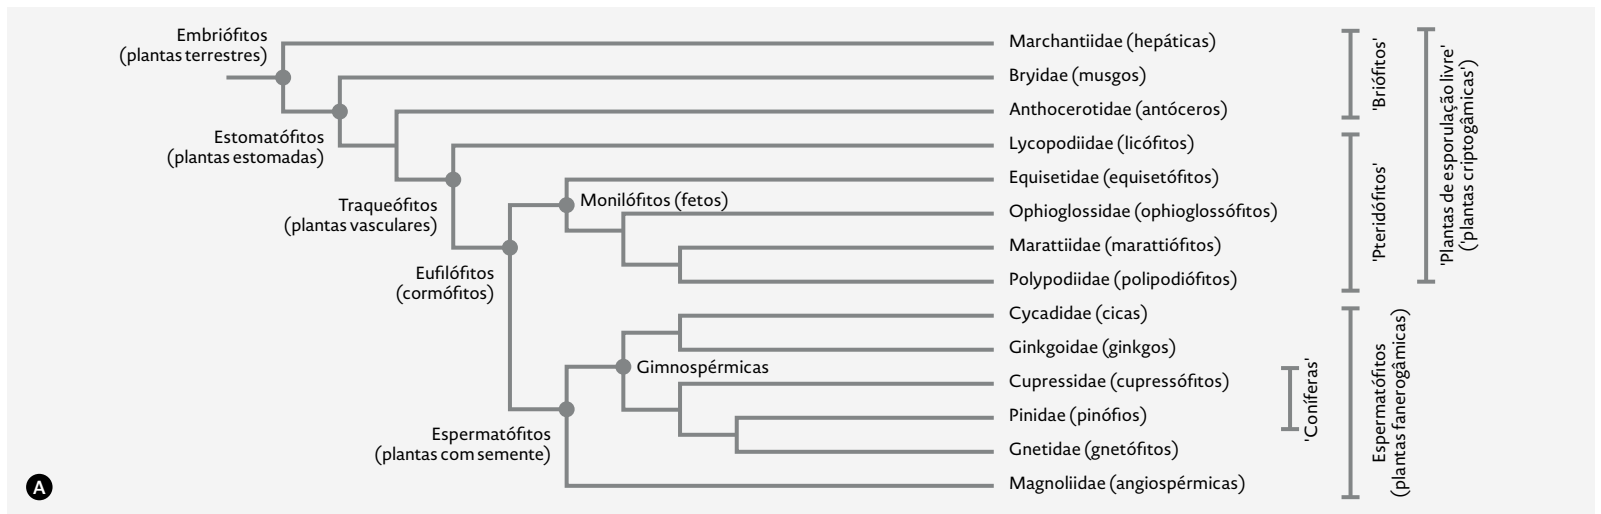 Embriófitos
(plantas terrestres)
Estomatófitos
(plantas estomadas)
Traqueófitos
(plantas vasculares)
Eufilófitos
(cormófitos)
Monilófitos (fetos)
Gimnospérmicas
Espermatófitos
(plantas com semente)
Marchantiidae (hepáticas)
Bryidae (musgos)
Anthocerotidae (antóceros)
Lycopodiidae (licófitos)
Equisetidae (equisetófitos)
Ophioglossidae (ophioglossófitos)
Marattiidae (marattiófitos)
Polypodiidae (polipodiófitos)
Cycadidae (cicas)
Ginkgoidae (ginkgos)
Cupressidae (cupressófitos)
Pinidae (pinófios)
Gnetidae (gnetófitos)
Magnoliidae (angiospérmicas)
'Briófitos'
'Pteridófitos'
'Plantas de esporulação livre'
('plantas criptogâmicas')
'Coníferas'
Espermatófitos
(plantas fanerogâmicas)
A